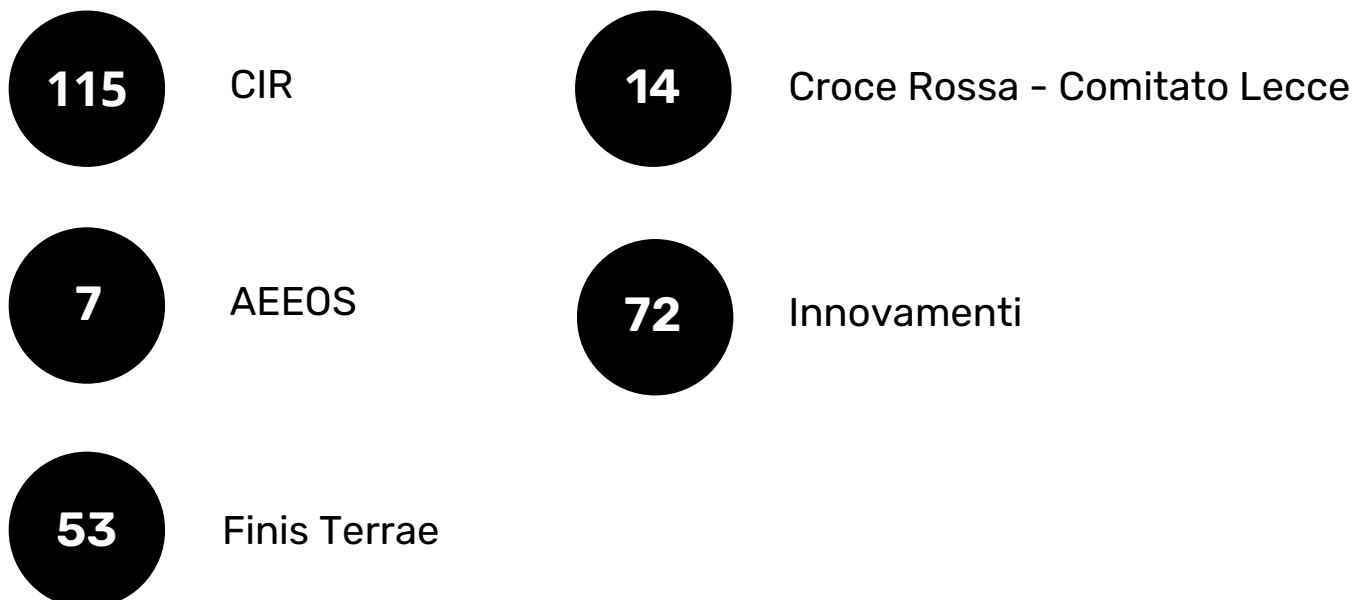 115 CIR
7 AEEOS
53 Finis Terrae
14 Croce Rossa - Comitato Lecce
72 Innovamenti